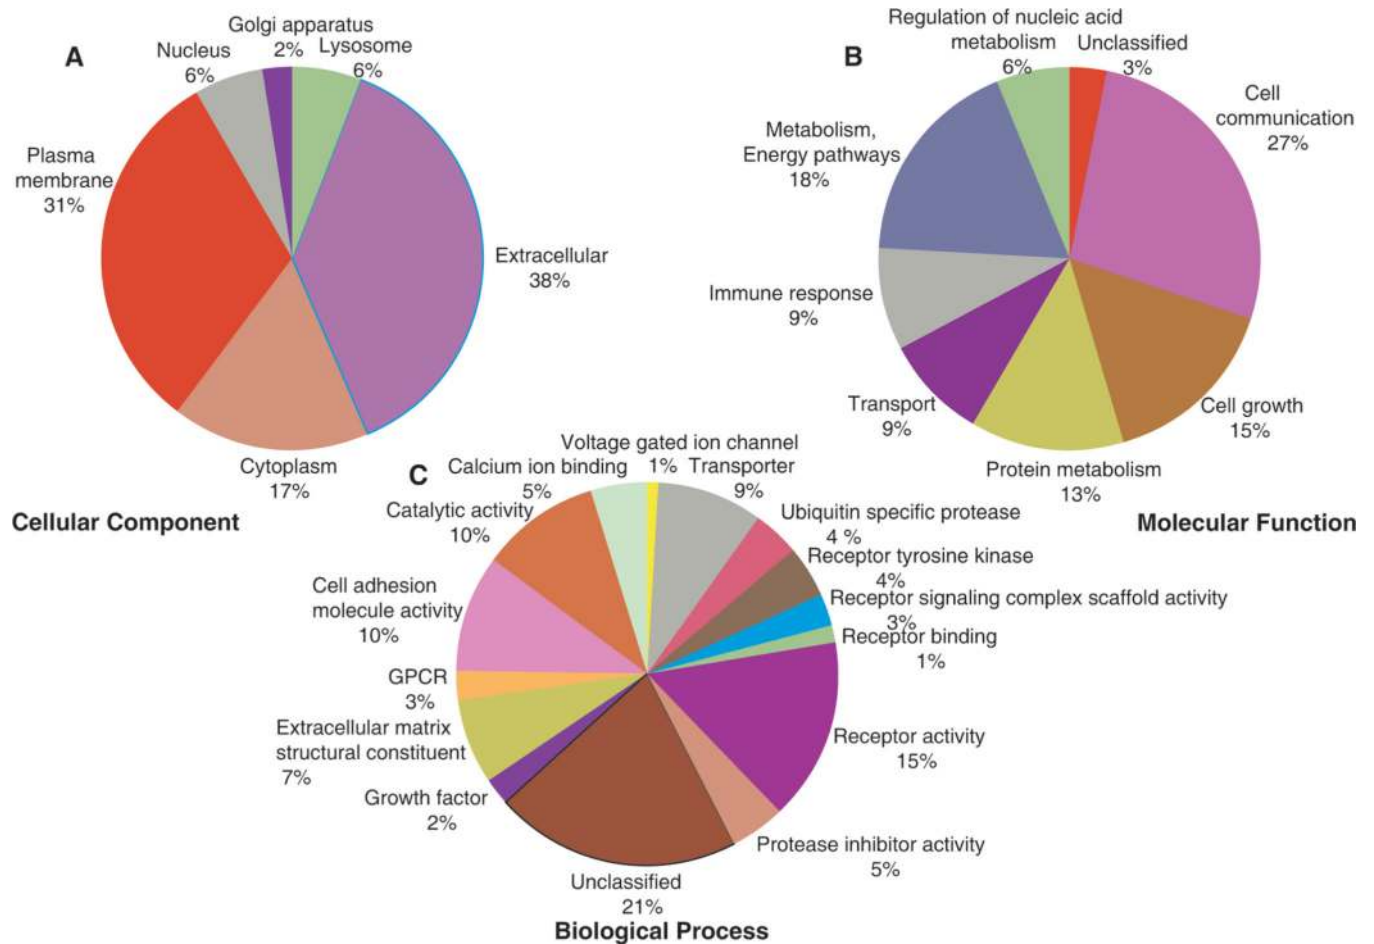 A
Golgi apparatus
2%
Lysosome
6%
Nucleus
6%
Plasma
membrane
31%
Extracellular
38%
Cytoplasm
17%
Cellular Component
B
Regulation of nucleic acid
metabolism
6%
Unclassified
3%
Cell
communication
27%
Metabolism,
Energy pathways
18%
Immune response
9%
Transport
9%
Cell growth
15%
Protein metabolism
13%
Molecular Function
C
Voltage gated ion channel
1%
Transporter
9%
Calcium ion binding
5%
Catalytic activity
10%
Ubiquitin specific protease
4 %
Receptor tyrosine kinase
4%
Receptor signaling complex scaffold activity
3%
Receptor binding
1%
Cell adhesion
molecule activity
10%
GPCR
3%
Extracellular matrix
structural constituent
7%
Growth factor
2%
Receptor activity
15%
Protease inhibitor activity
5%
Unclassified
21%
Biological Process